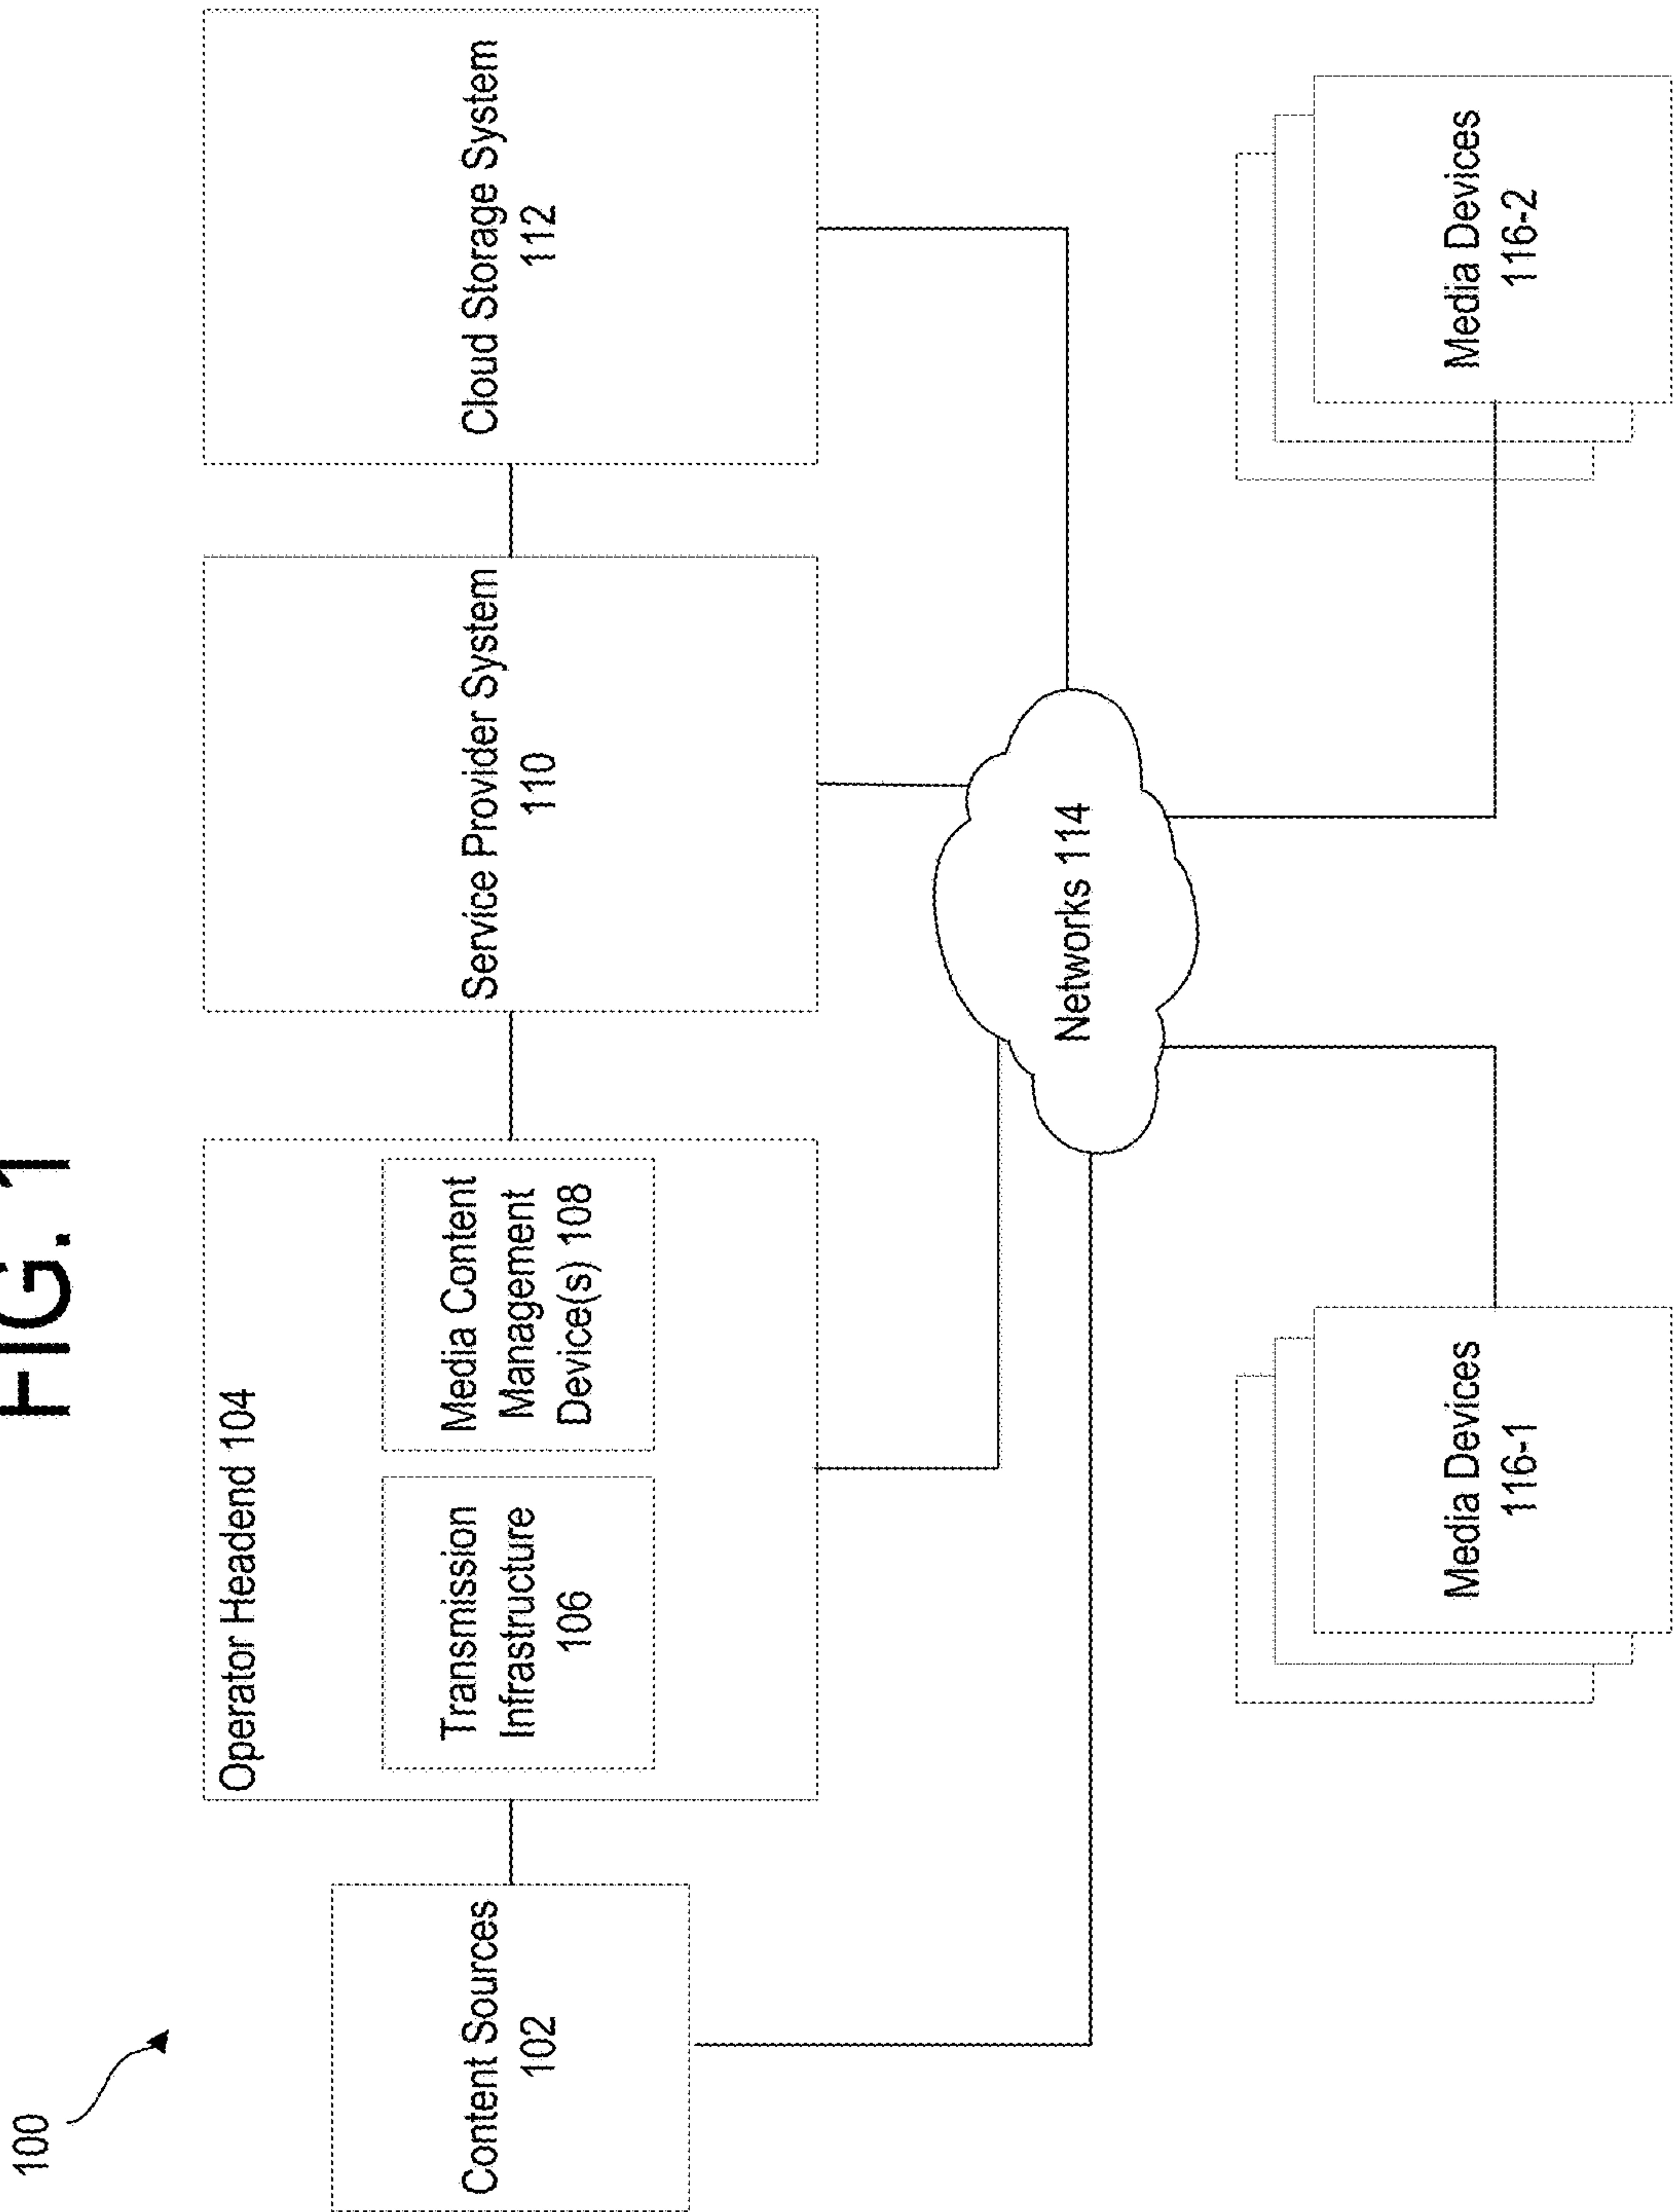 FIG. 1
100
Content Sources
102
Operator Headend 104
Transmission
Infrastructure
106
Media Content
Management
Device(s) 108
Service Provider System
110
Cloud Storage System
112
Networks 114
Media Devices
116-1
Media Devices
116-2